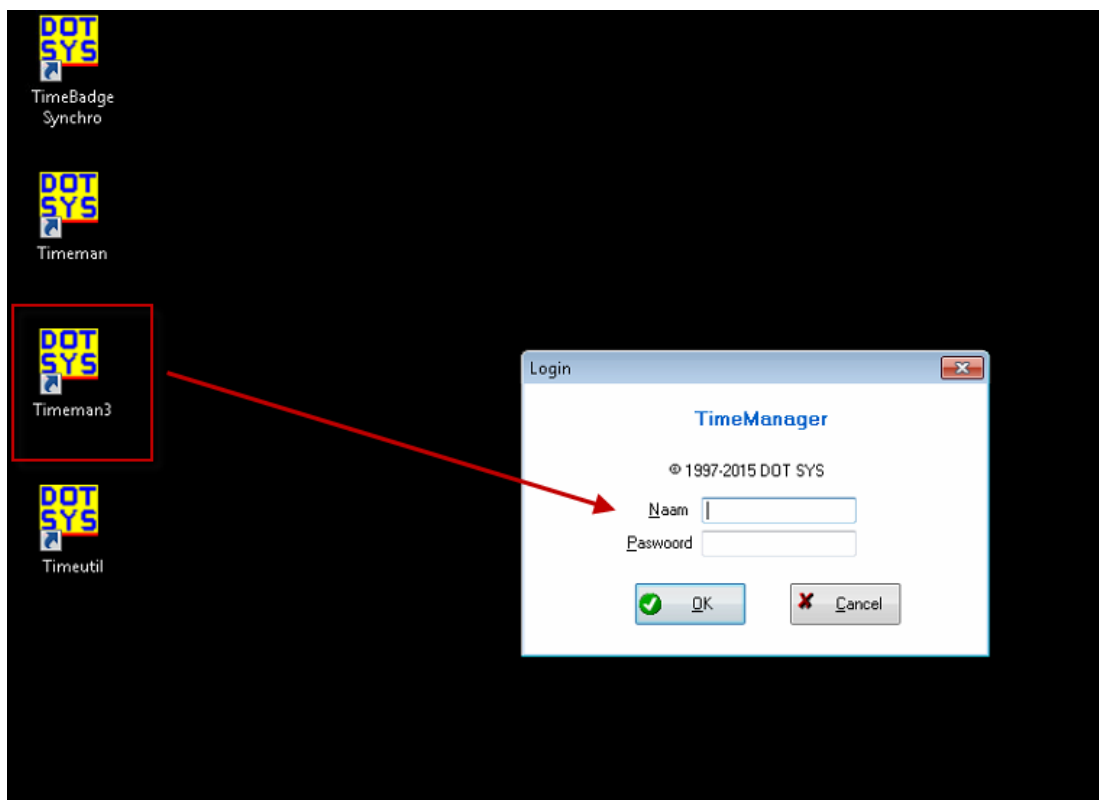 DOT
SYS
TimeBadge
Synchro
DOT
SYS
Timeman
DOT
SYS
Timeman3
DOT
SYS
Timeutil
Login
TimeManager
© 1997-2015 DOT SYS
Naam
Paswoord
OK
Cancel